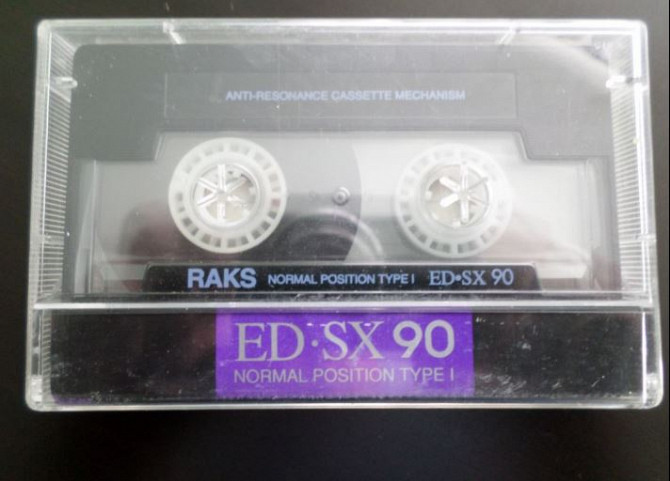 ANTI-RESONANCE CASSETTE MECHANISM
RAKS NORMAL POSITION TYPE I ED•SX 90
ED·SX 90
NORMAL POSITION TYPE I